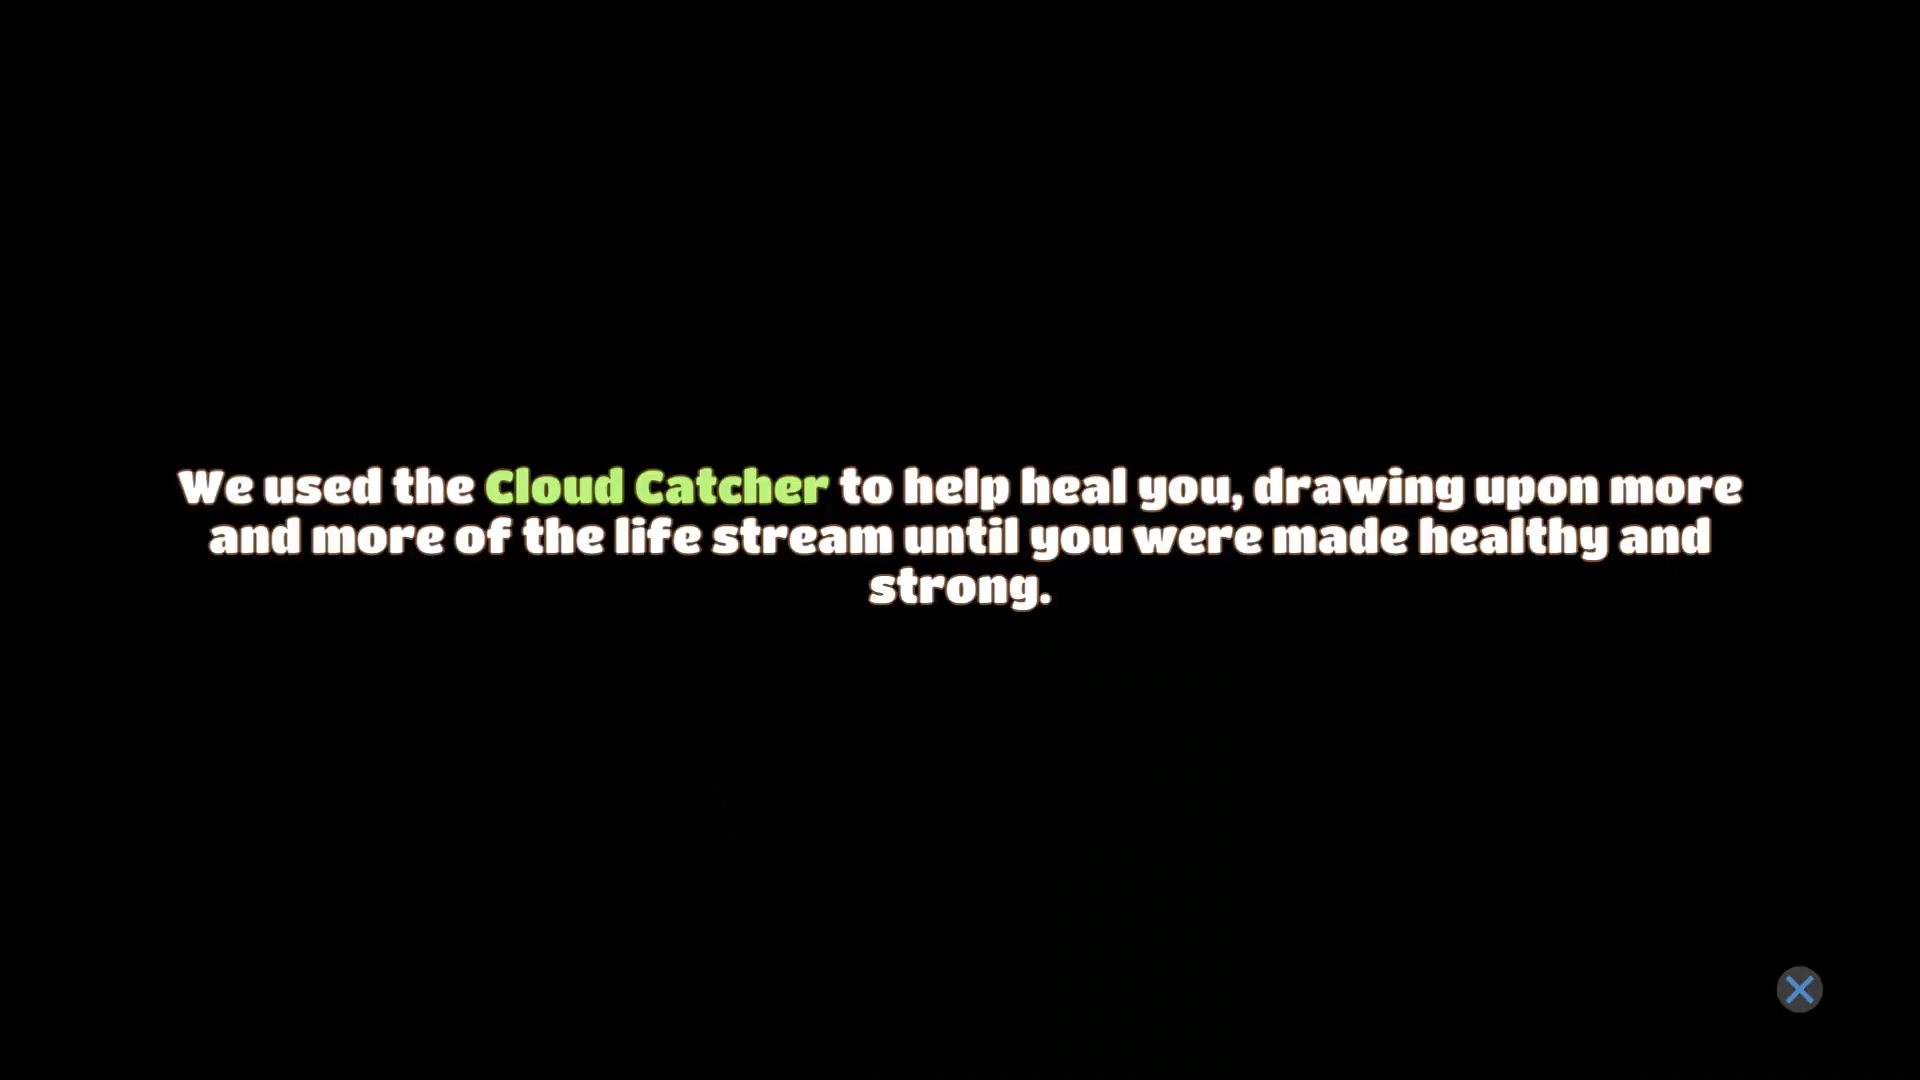 We used the Cloud Catcher to help heal you, drawing upon more
and more of the life stream until you were made healthy and
strong.